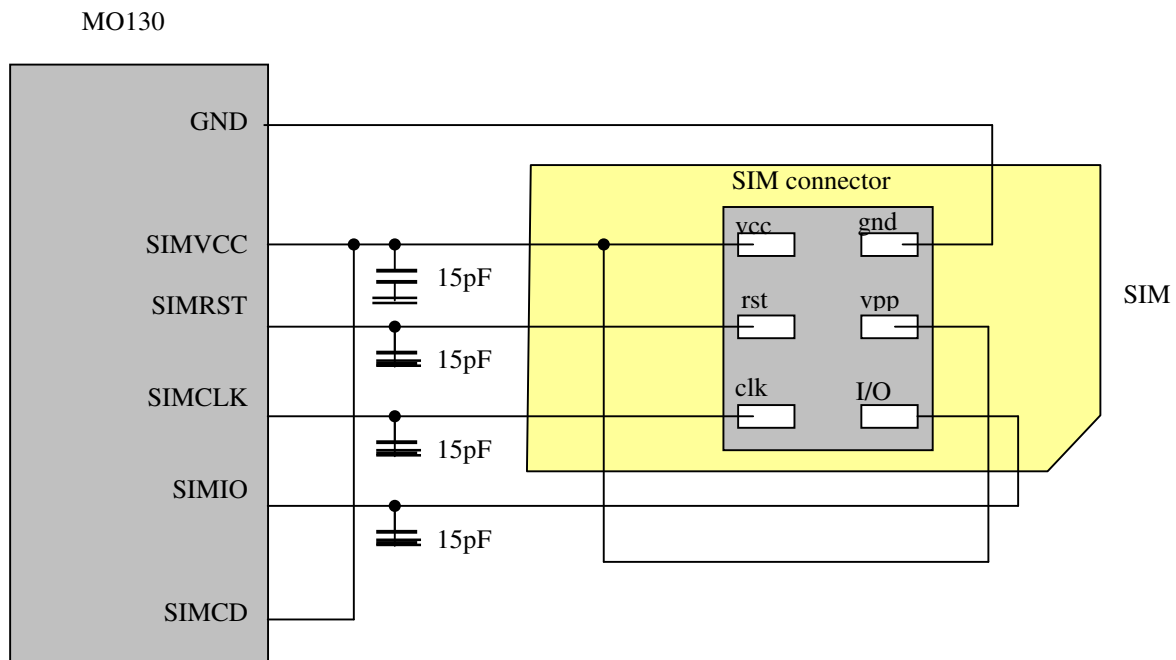 MO130
GND
SIM connector
SIMVCC
vcc
gnd
15pF
SIM
SIMRST
rst
vpp
15pF
SIMCLK
clk
I/O
15pF
SIMIO
15pF
SIMCD